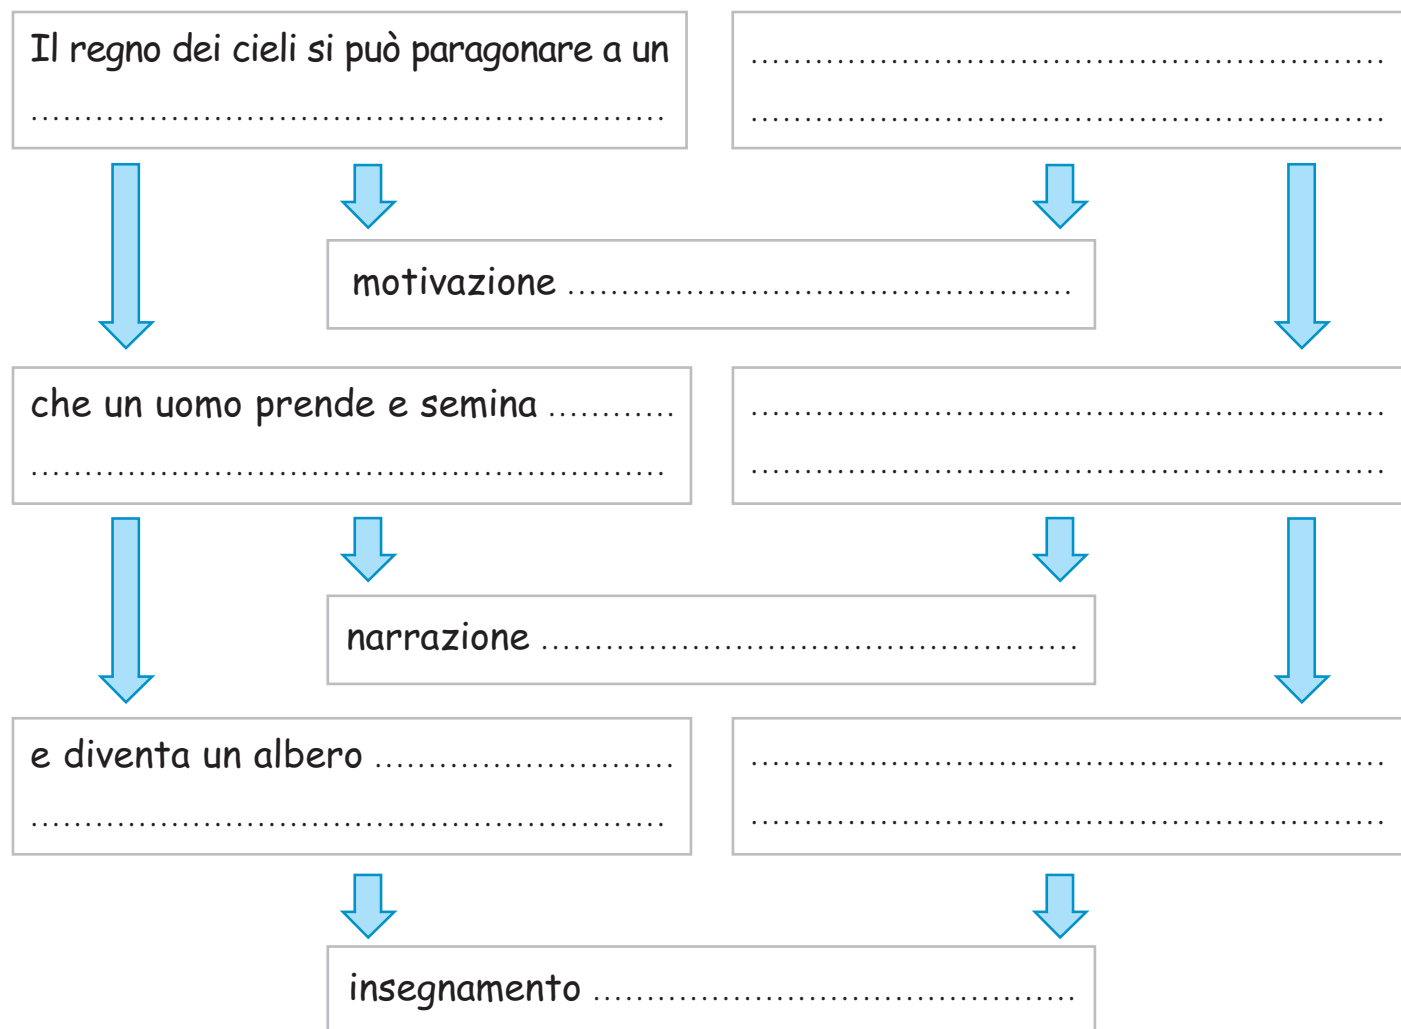 Il regno dei cieli si può paragonare a un
................................................................
................................................................
................................................................
motivazione ................................................
che un uomo prende e semina ............
................................................................
................................................................
................................................................
narrazione ..................................................
e diventa un albero ............................
................................................................
................................................................
................................................................
insegnamento .............................................